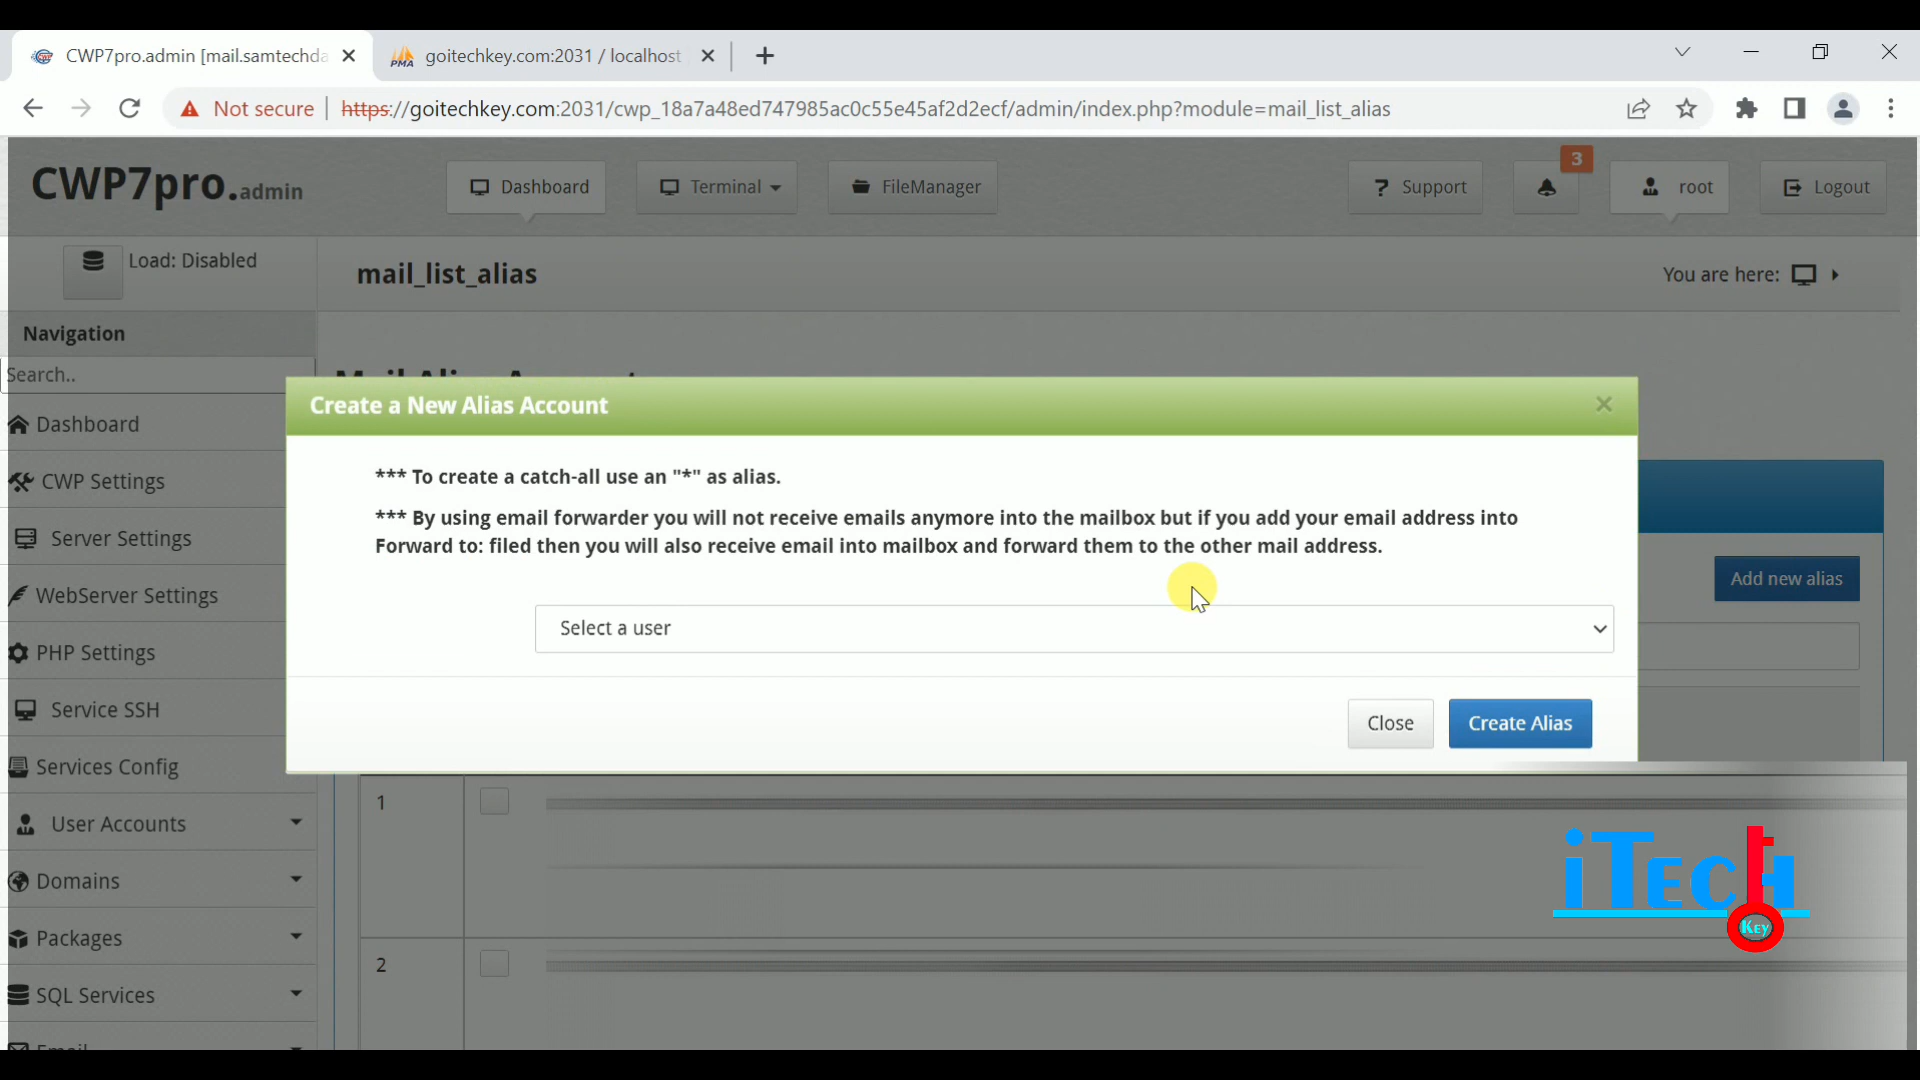 CWP7pro.admin [mail.samtechda
goitechkey.com:2031 / localhost
Not secure
https://goitechkey.com:2031/cwp_18a7a48ed747985ac0c55e45af2d2ecf/admin/index.php?module=mail_list_alias
CWP7pro.admin
Dashboard
Terminal
FileManager
Support
3
root
Logout
Load: Disabled
mail_list_alias
You are here:
Navigation
Search..
Mail Alias Account
Create a New Alias Account
*** To create a catch-all use an "*" as alias.
*** By using email forwarder you will not receive emails anymore into the mailbox but if you add your email address into
Forward to: filed then you will also receive email into mailbox and forward them to the other mail address.
Select a user
Close
Create Alias
Add new alias
Dashboard
CWP Settings
Server Settings
WebServer Settings
PHP Settings
Service SSH
Services Config
User Accounts
Domains
Packages
SQL Services
Email
1
2
iTecH
Key